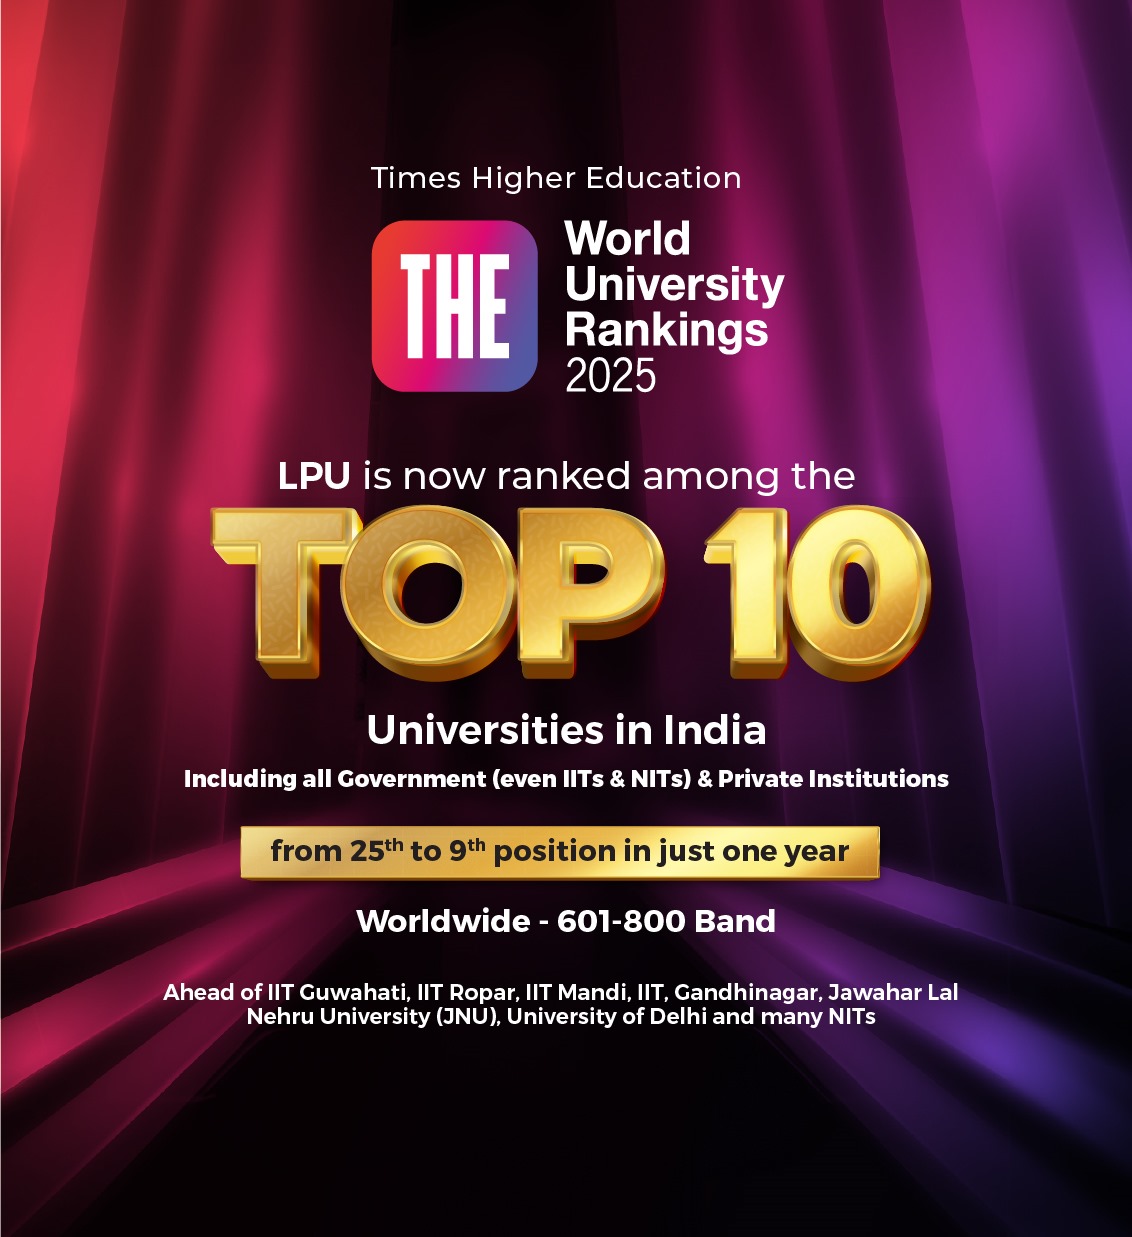 Times Higher Education
THE
World
University
Rankings
2025
LPU is now ranked among the
TOP 10
Universities in India
Including all Government (even IITs & NITs) & Private Institutions
from 25th to 9th position in just one year
Worldwide - 601-800 Band
Ahead of IIT Guwahati, IIT Ropar, IIT Mandi, IIT, Gandhinagar, Jawahar Lal
Nehru University (JNU), University of Delhi and many NITs